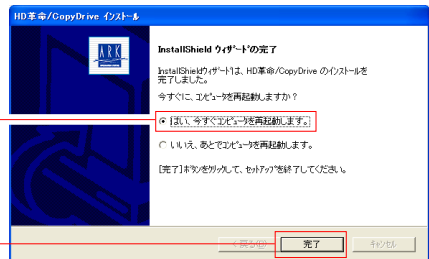 HD革命/CopyDrive インストール
ARK
InstallShield ウィザードの完了
InstallShieldウィザードは、HD革命/CopyDrive のインストールを
完了しました。
今すぐに、コンピュータを再起動しますか?
はい、今すぐコンピュータを再起動します。
いいえ、あとでコンピュータを再起動します。
[完了]ボタンをクリックして、セットアップを終了してください。
< 戻る(B)
完了
キャンセル